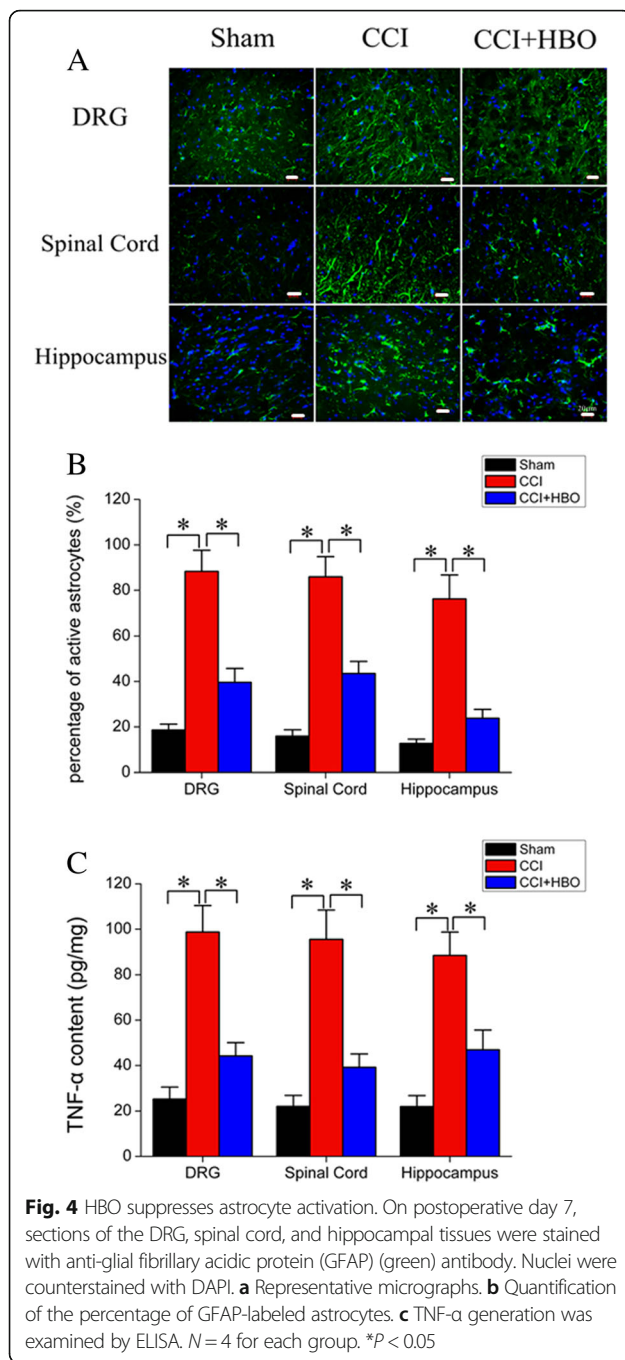 Sham CCI CCI+HBO
A
DRG
Spinal Cord
Hippocampus
20μm
B
Sham
CCI
CCI+HBO
percentage of active astrocytes (%)
120
100
80
60
40
20
0
* * * * * *
DRG Spinal Cord Hippocampus
C
Sham
CCI
CCI+HBO
TNF-α content (pg/mg)
120
100
80
60
40
20
0
* * * * * *
DRG Spinal Cord Hippocampus
Fig. 4 HBO suppresses astrocyte activation. On postoperative day 7,
sections of the DRG, spinal cord, and hippocampal tissues were stained
with anti-glial fibrillary acidic protein (GFAP) (green) antibody. Nuclei were
counterstained with DAPI. a Representative micrographs. b Quantification
of the percentage of GFAP-labeled astrocytes. c TNF-α generation was
examined by ELISA. N = 4 for each group. *P < 0.05